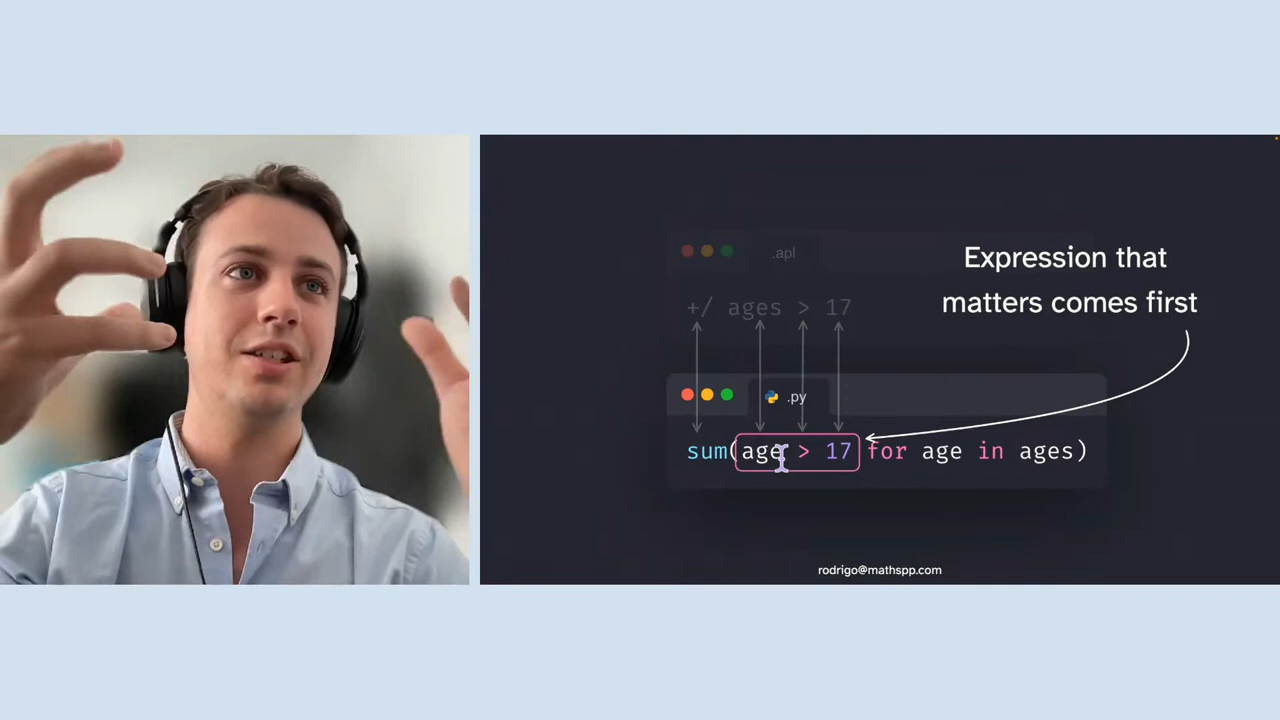 .apl
+/ ages > 17
Expression that
matters comes first
.py
sum(age > 17 for age in ages)
rodrigo@mathspp.com